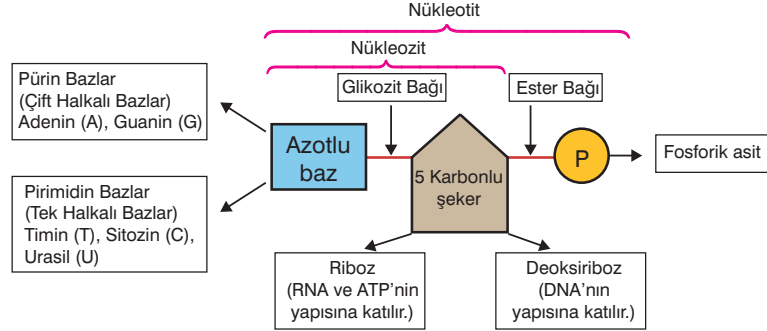 Nükleotit
Nükleozit
Pürin Bazlar
(Çift Halkalı Bazlar)
Adenin (A), Guanin (G)
Glikozit Bağı
Ester Bağı
Azotlu
baz
5 Karbonlu
şeker
P
Fosforik asit
Pirimidin Bazlar
(Tek Halkalı Bazlar)
Timin (T), Sitozin (C),
Urasil (U)
Riboz
(RNA ve ATP'nin
yapısına katılır.)
Deoksiriboz
(DNA'nın
yapısına katılır.)